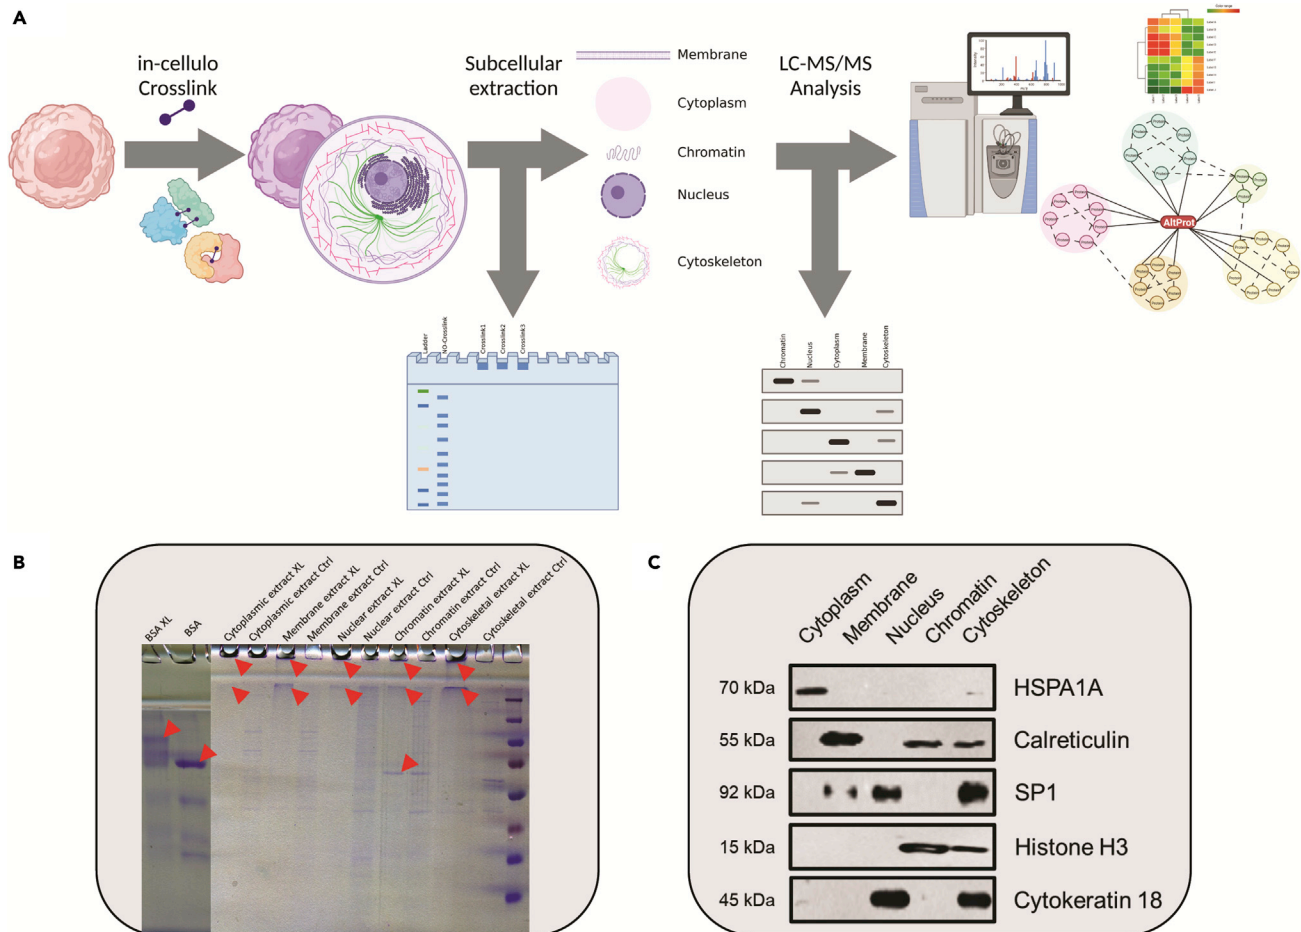 A
in-cellulo
Crosslink
Subcellular
extraction
Membrane
Cytoplasm
Chromatin
Nucleus
Cytoskeleton
LC-MS/MS
Analysis
Color range
Protein
AltProt
Ladder
NO-Crosslink
Crosslink1
Crosslink2
Crosslink3
Chromatin
Nucleus
Cytoplasm
Membrane
Cytoskeleton
B
BSA XL
BSA
Cytoplasmic extract XL
Cytoplasmic extract Ctrl
Membrane extract XL
Membrane extract Ctrl
Nuclear extract XL
Nuclear extract Ctrl
Chromatin extract XL
Chromatin extract Ctrl
Cytoskeletal extract XL
Cytoskeletal extract Ctrl
C
Cytoplasm
Membrane
Nucleus
Chromatin
Cytoskeleton
70 kDa HSPA1A
55 kDa Calreticulin
92 kDa SP1
15 kDa Histone H3
45 kDa Cytokeratin 18